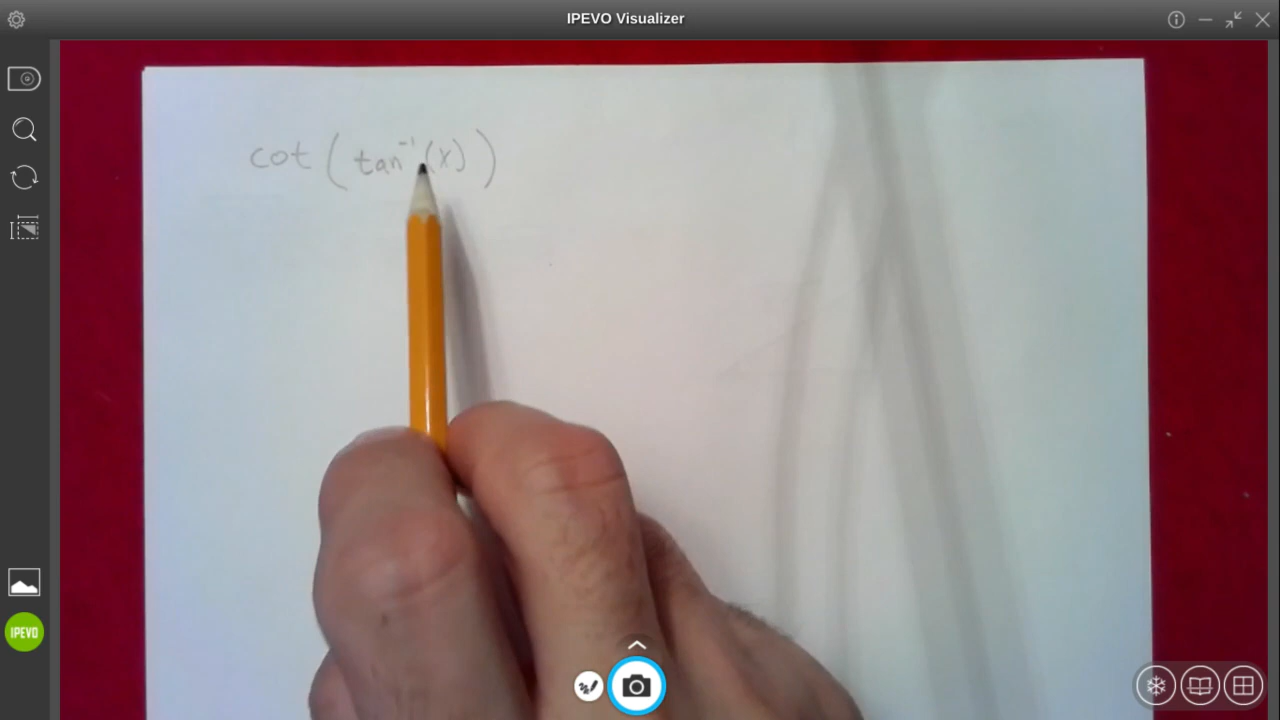 IPEVO Visualizer
cot ( tan⁻¹(x) )
IPEVO